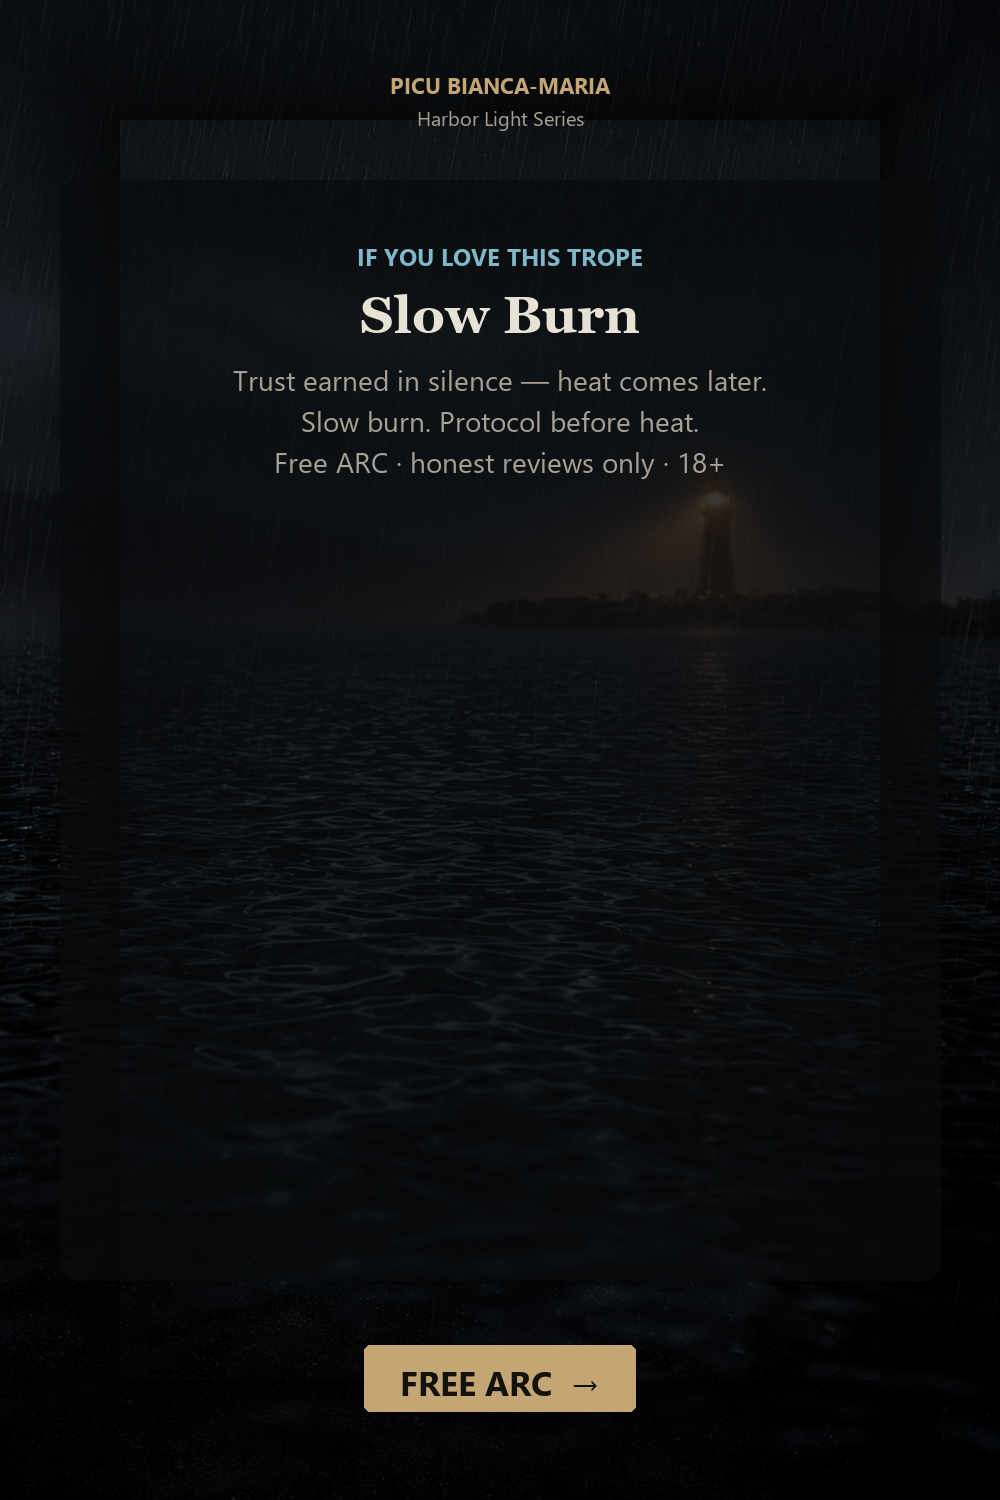 PICU BIANCA-MARIA
Harbor Light Series
IF YOU LOVE THIS TROPE
Slow Burn
Trust earned in silence — heat comes later.
Slow burn. Protocol before heat.
Free ARC · honest reviews only · 18+
FREE ARC →